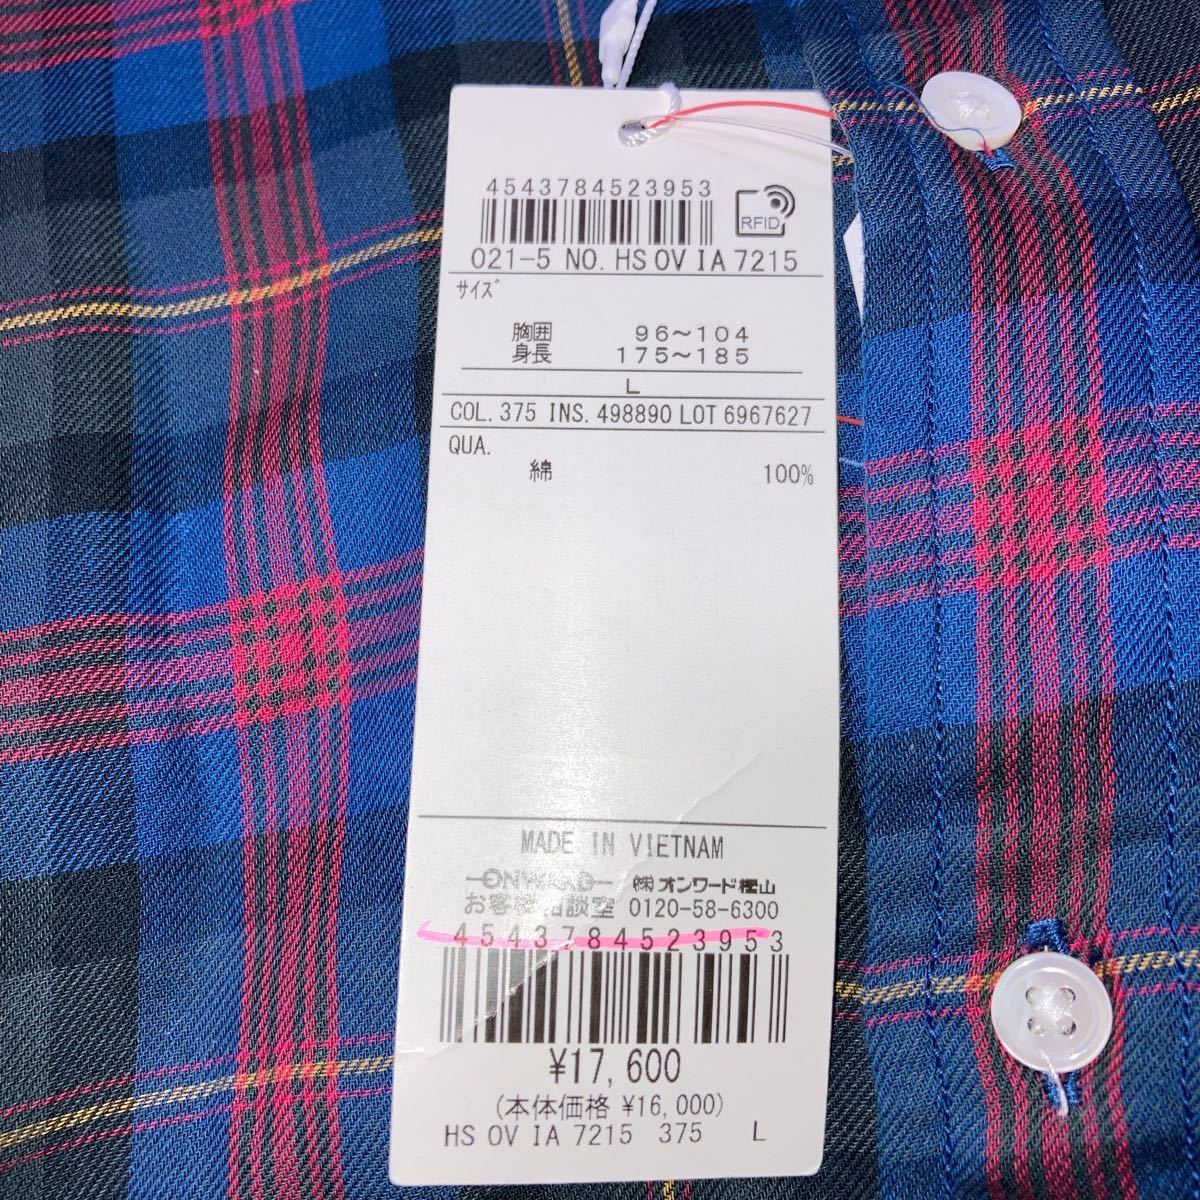 4543784523953
RFID
021-5 NO. HS OV IA 7215
サイズ
胸囲 96～104
身長 175～185
L
COL. 375 INS. 498890 LOT 6967627
QUA.
綿 100%
MADE IN VIETNAM
ONWARD ㈱オンワード樫山
お客様相談室 0120-58-6300
4543784523953
¥17,600
(本体価格 ¥16,000)
HS OV IA 7215 375 L